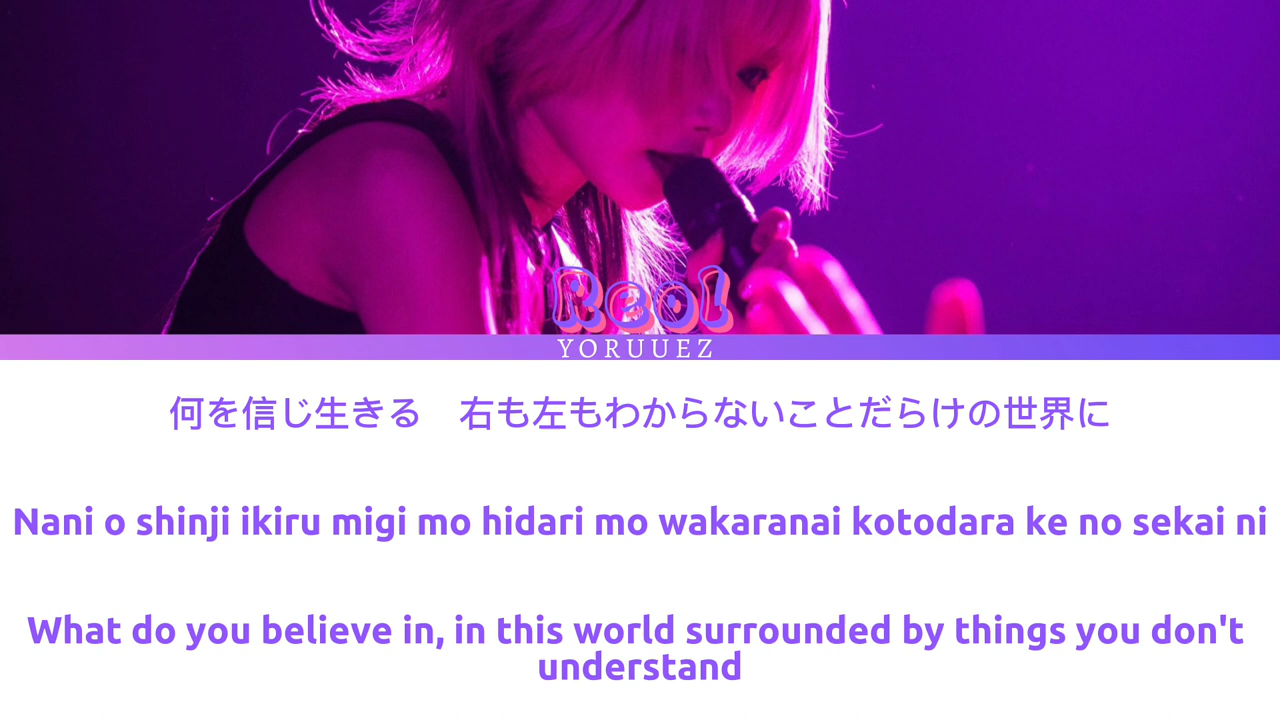 Reol
YORUUEZ
何を信じ生きる　右も左もわからないことだらけの世界に
Nani o shinji ikiru migi mo hidari mo wakaranai kotodara ke no sekai ni
What do you believe in, in this world surrounded by things you don't
understand